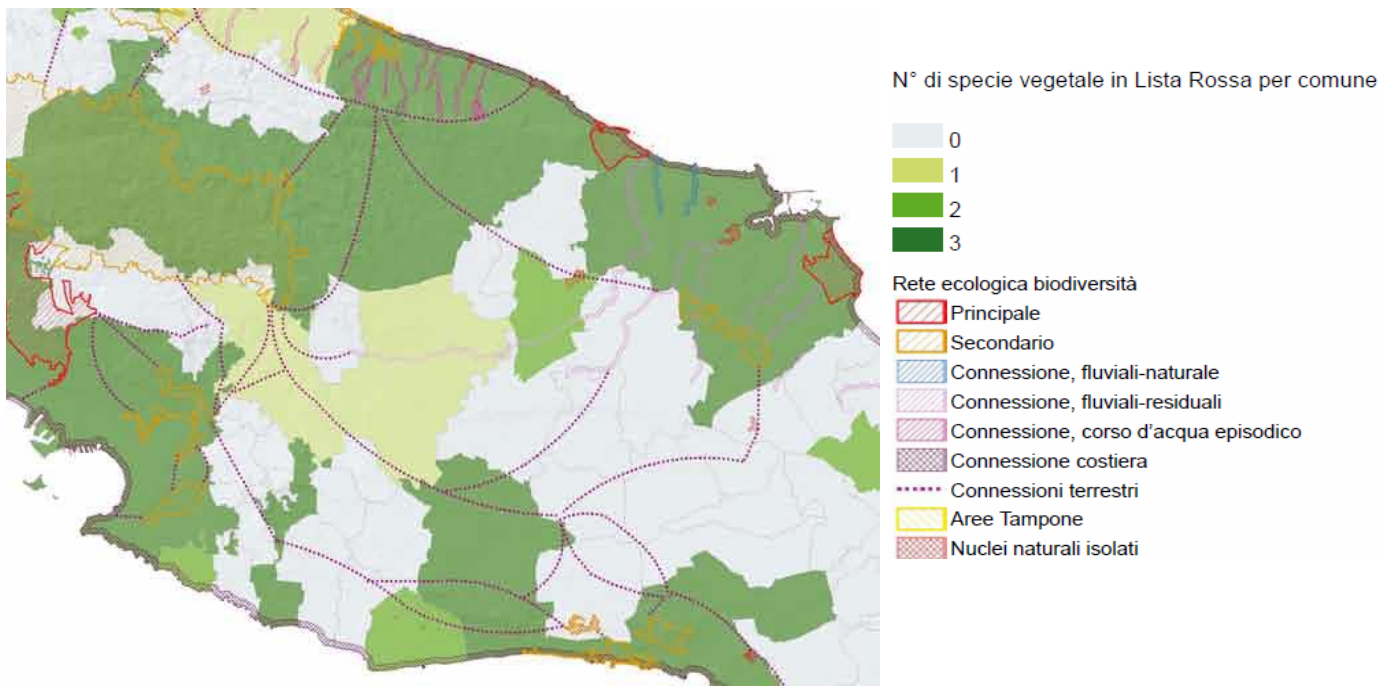 N° di specie vegetale in Lista Rossa per comune
0
1
2
3
Rete ecologica biodiversità
Principale
Secondario
Connessione, fluviali-naturale
Connessione, fluviali-residuali
Connessione, corso d'acqua episodico
Connessione costiera
Connessioni terrestri
Aree Tampone
Nuclei naturali isolati